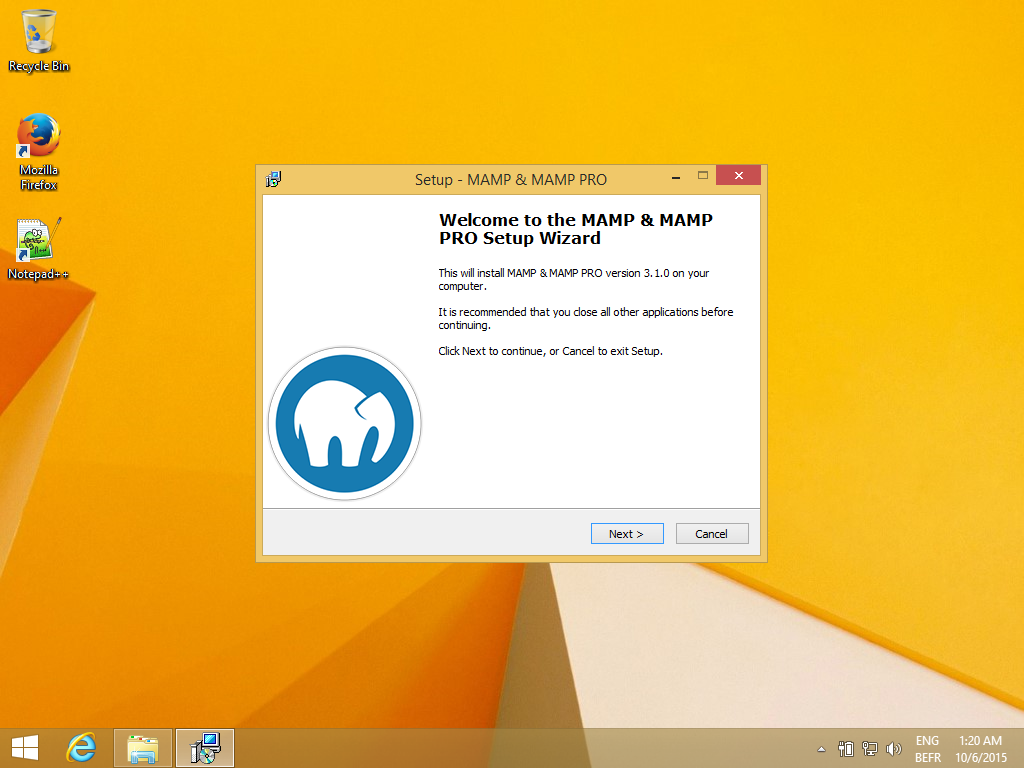 Recycle Bin
Mozilla
Firefox
Notepad++
Setup - MAMP & MAMP PRO
Welcome to the MAMP & MAMP
PRO Setup Wizard
This will install MAMP & MAMP PRO version 3.1.0 on your
computer.
It is recommended that you close all other applications before
continuing.
Click Next to continue, or Cancel to exit Setup.
Next >
Cancel
ENG
BEFR
1:20 AM
10/6/2015